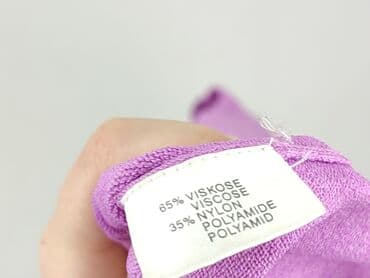 65% VISKOSE
VISCOSE
35% NYLON
POLYAMIDE
POLYAMID